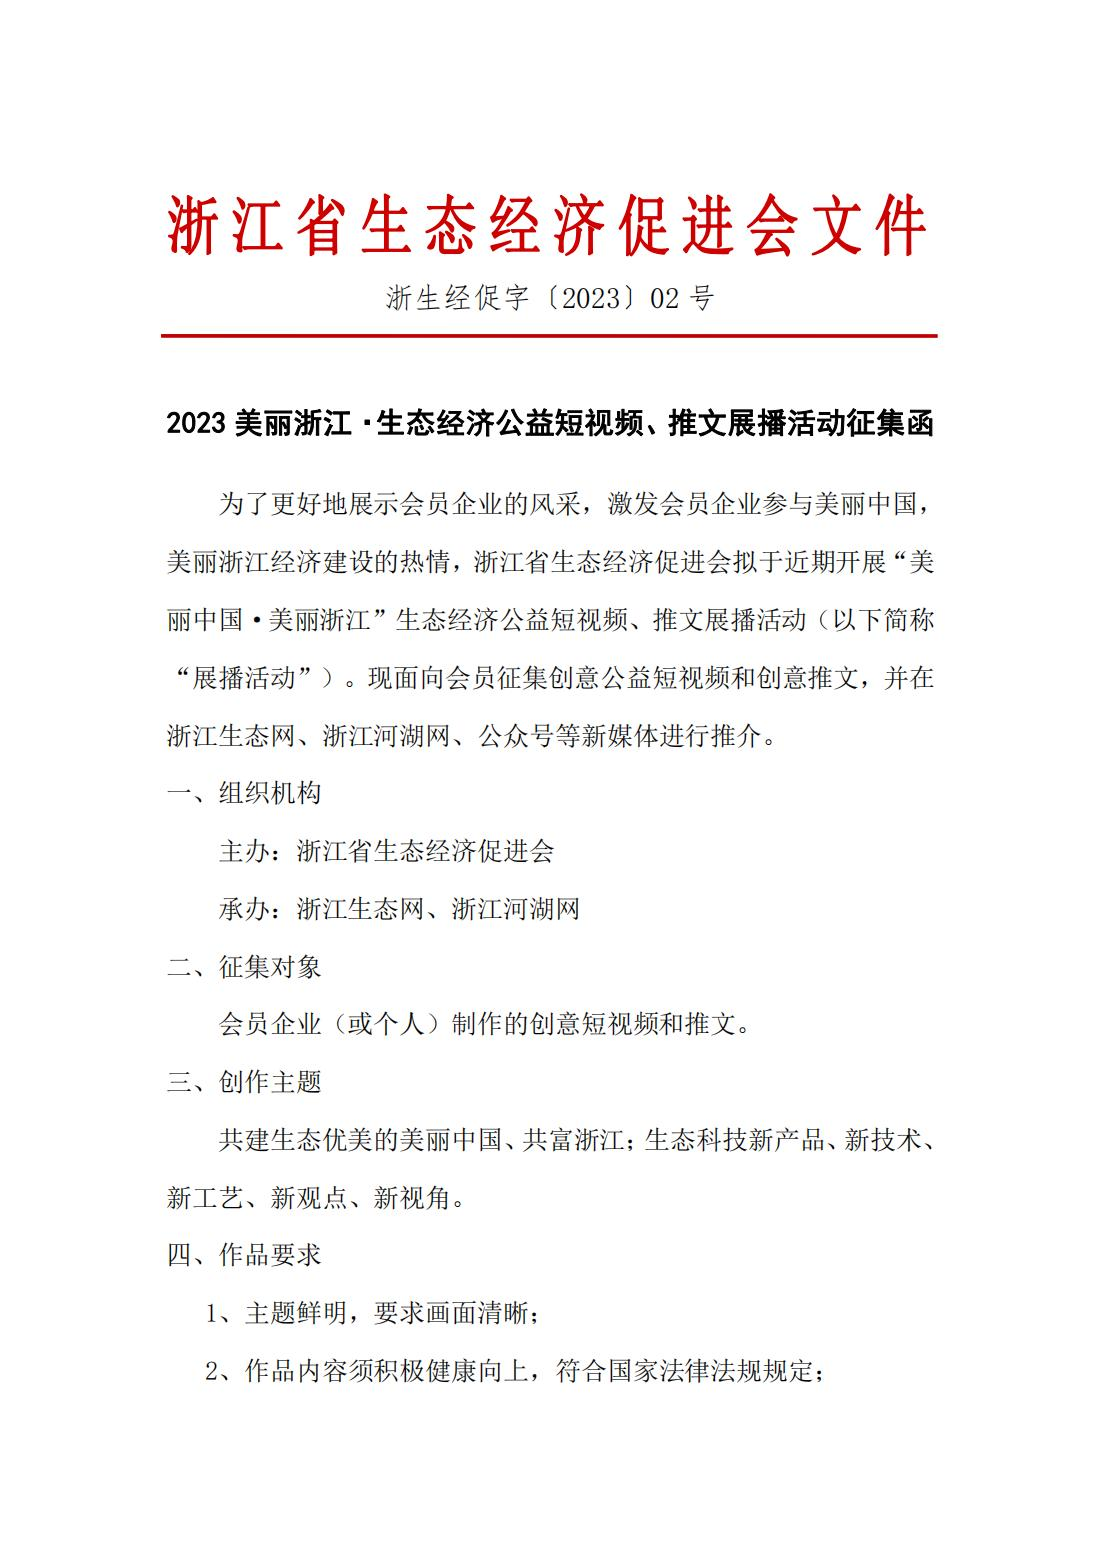 浙江省生态经济促进会文件
浙生经促字〔2023〕02 号
2023 美丽浙江·生态经济公益短视频、推文展播活动征集函
为了更好地展示会员企业的风采，激发会员企业参与美丽中国，
美丽浙江经济建设的热情，浙江省生态经济促进会拟于近期开展“美
丽中国·美丽浙江”生态经济公益短视频、推文展播活动（以下简称
“展播活动”）。现面向会员征集创意公益短视频和创意推文，并在
浙江生态网、浙江河湖网、公众号等新媒体进行推介。
一、组织机构
主办：浙江省生态经济促进会
承办：浙江生态网、浙江河湖网
二、征集对象
会员企业（或个人）制作的创意短视频和推文。
三、创作主题
共建生态优美的美丽中国、共富浙江；生态科技新产品、新技术、
新工艺、新观点、新视角。
四、作品要求
1、主题鲜明，要求画面清晰；
2、作品内容须积极健康向上，符合国家法律法规规定；